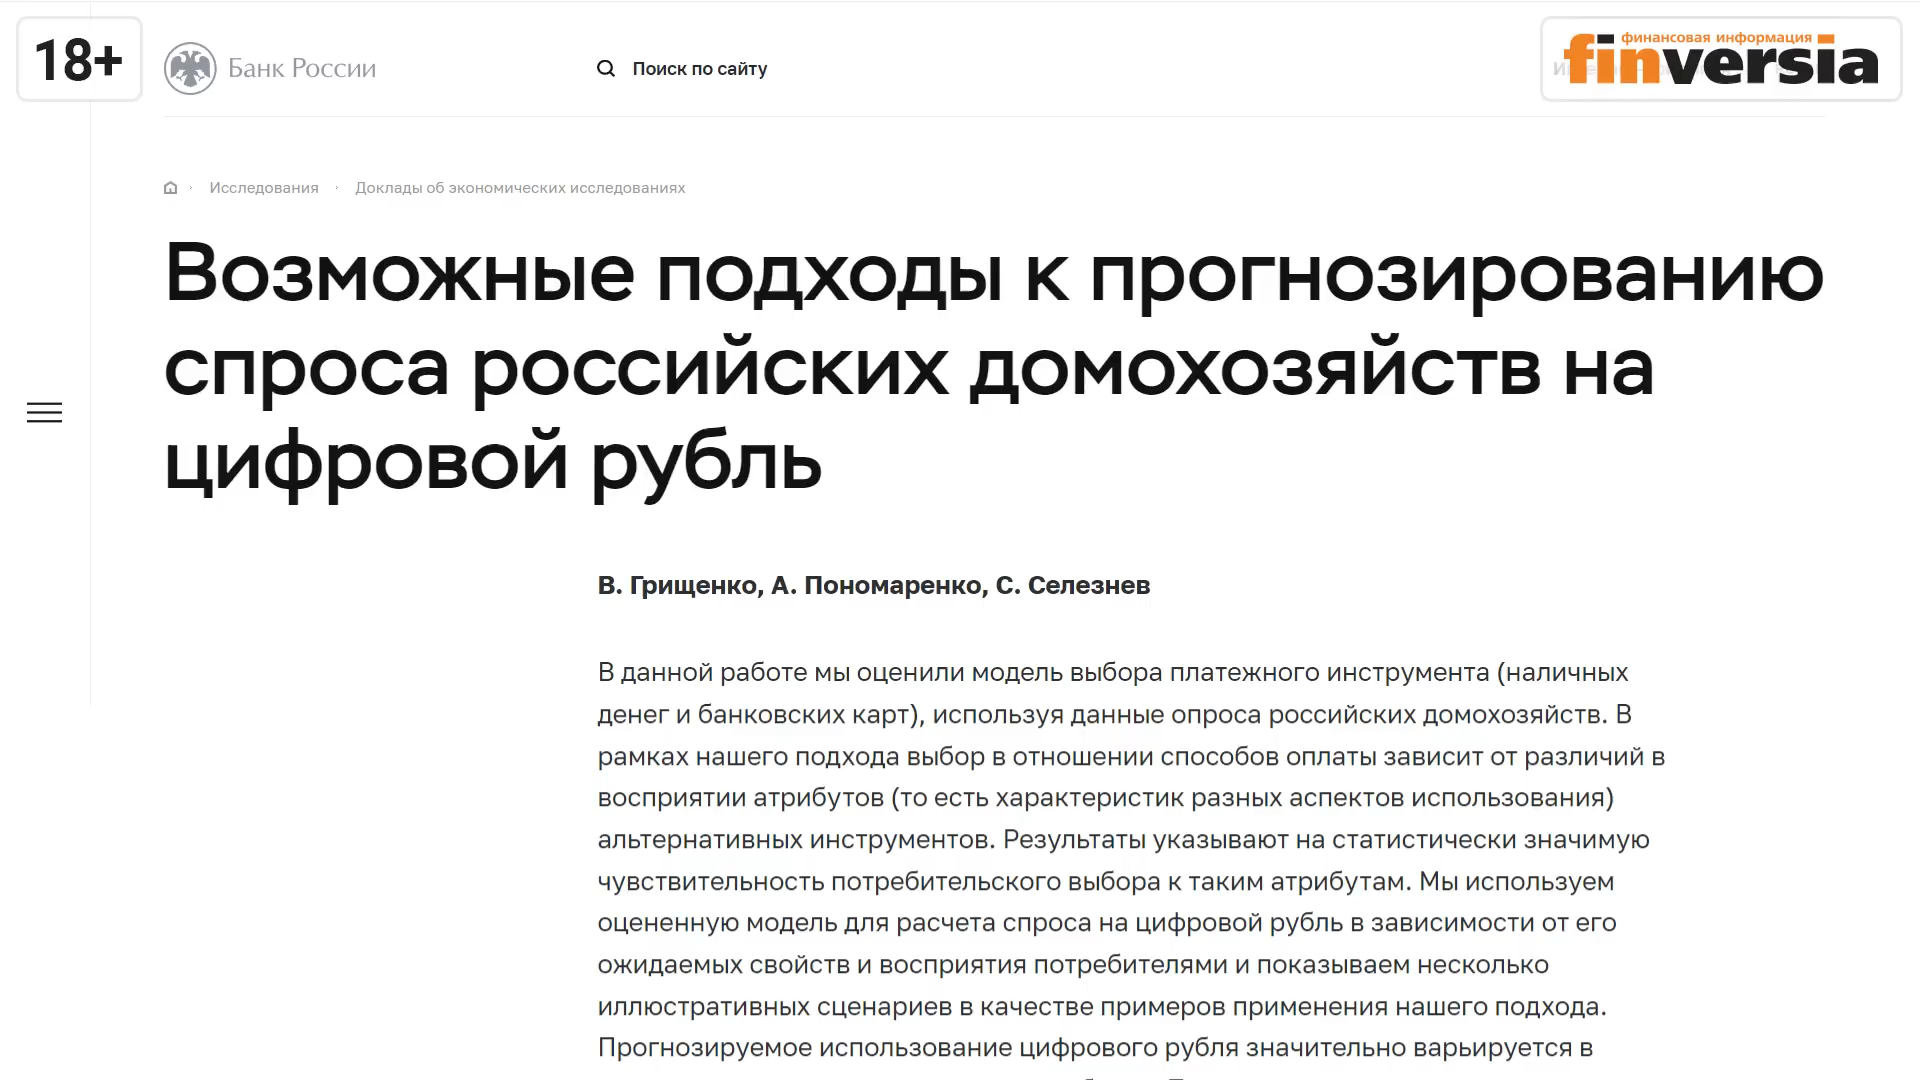 18+
Банк России
Поиск по сайту
финансовая информация
finversia
Исследования
Доклады об экономических исследованиях
Возможные подходы к прогнозированию
спроса российских домохозяйств на
цифровой рубль
В. Грищенко, А. Пономаренко, С. Селезнев
В данной работе мы оценили модель выбора платежного инструмента (наличных
денег и банковских карт), используя данные опроса российских домохозяйств. В
рамках нашего подхода выбор в отношении способов оплаты зависит от различий в
восприятии атрибутов (то есть характеристик разных аспектов использования)
альтернативных инструментов. Результаты указывают на статистически значимую
чувствительность потребительского выбора к таким атрибутам. Мы используем
оцененную модель для расчета спроса на цифровой рубль в зависимости от его
ожидаемых свойств и восприятия потребителями и показываем несколько
иллюстративных сценариев в качестве примеров применения нашего подхода.
Прогнозируемое использование цифрового рубля значительно варьируется в